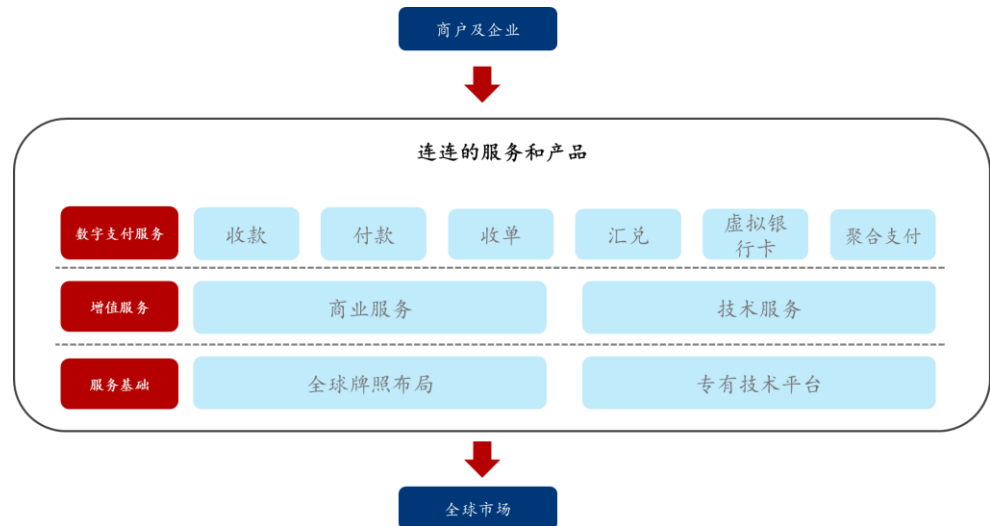 商户及企业
连连的服务和产品
数字支付服务
收款
付款
收单
汇兑
虚拟银
行卡
聚合支付
增值服务
商业服务
技术服务
服务基础
全球牌照布局
专有技术平台
全球市场